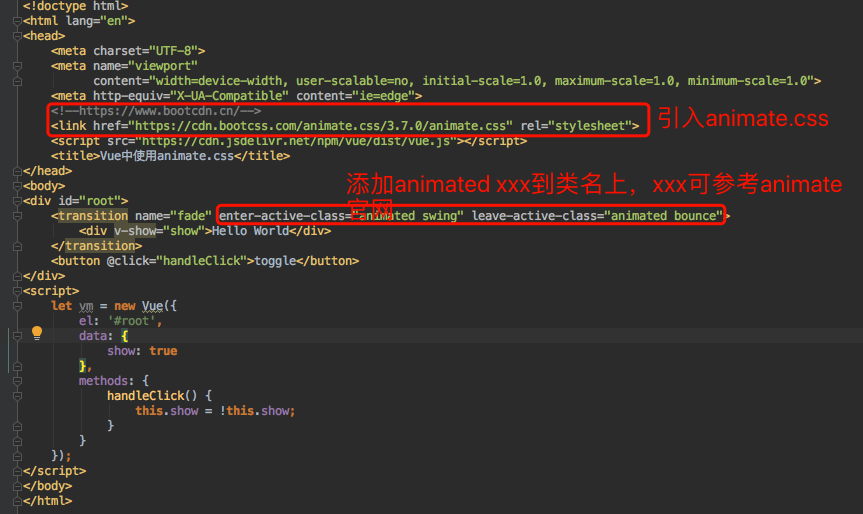 <!doctype html>
<html lang="en">
<head>
<meta charset="UTF-8">
<meta name="viewport"
content="width=device-width, user-scalable=no, initial-scale=1.0, maximum-scale=1.0, minimum-scale=1.0">
<meta http-equiv="X-UA-Compatible" content="ie=edge">
<!--https://www.bootcdn.cn/-->
<link href="https://cdn.bootcss.com/animate.css/3.7.0/animate.css" rel="stylesheet">
引入animate.css
<script src="https://cdn.jsdelivr.net/npm/vue/dist/vue.js"></script>
<title>Vue中使用animate.css</title>
</head>
<body>
添加animated xxx到类名上，xxx可参考animate
官网
<div id="root">
<transition name="fade" enter-active-class="animated swing" leave-active-class="animated bounce">
<div v-show="show">Hello World</div>
</transition>
<button @click="handleClick">toggle</button>
</div>
<script>
let vm = new Vue({
el: '#root',
data: {
show: true
},
methods: {
handleClick() {
this.show = !this.show;
}
}
});
</script>
</body>
</html>